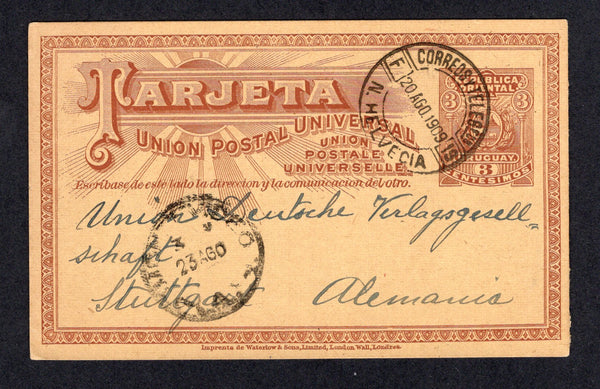 TARJETA
UNION POSTAL UNIVERSAL
UNION
POSTALE
UNIVERSELLE
Escribase de este lado la direccion y la comunicacion del otro.
REPUBLICA
ORIENTAL
3 3
URUGUAY
3
CENTESIMOS
CORREOS
F
20 AGO. 1909
N. HELVECIA
Union Deutsche Verlagsgesell=
schaft
Stuttgart Alemania
23 AGO
Imprenta de Waterlow & Sons, Limited, London Wall, Londres.